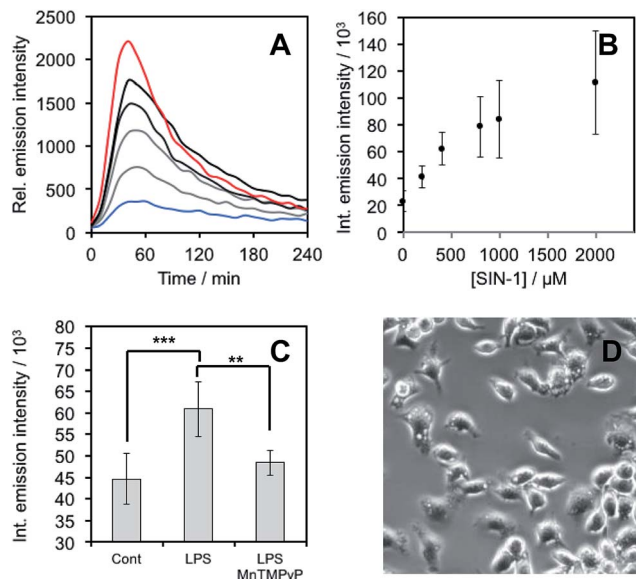 A
2500
2000
1500
1000
500
0
Rel. emission intensity
0 60 120 180 240
Time / min
B
160
140
120
100
80
60
40
20
0
Int. emission intensity / 10³
0 500 1000 1500 2000
[SIN-1] / µM
C
80
75
70
65
60
55
50
45
40
35
30
Int. emission intensity / 10³
*** **
Cont LPS LPS
MnTMPyP
D